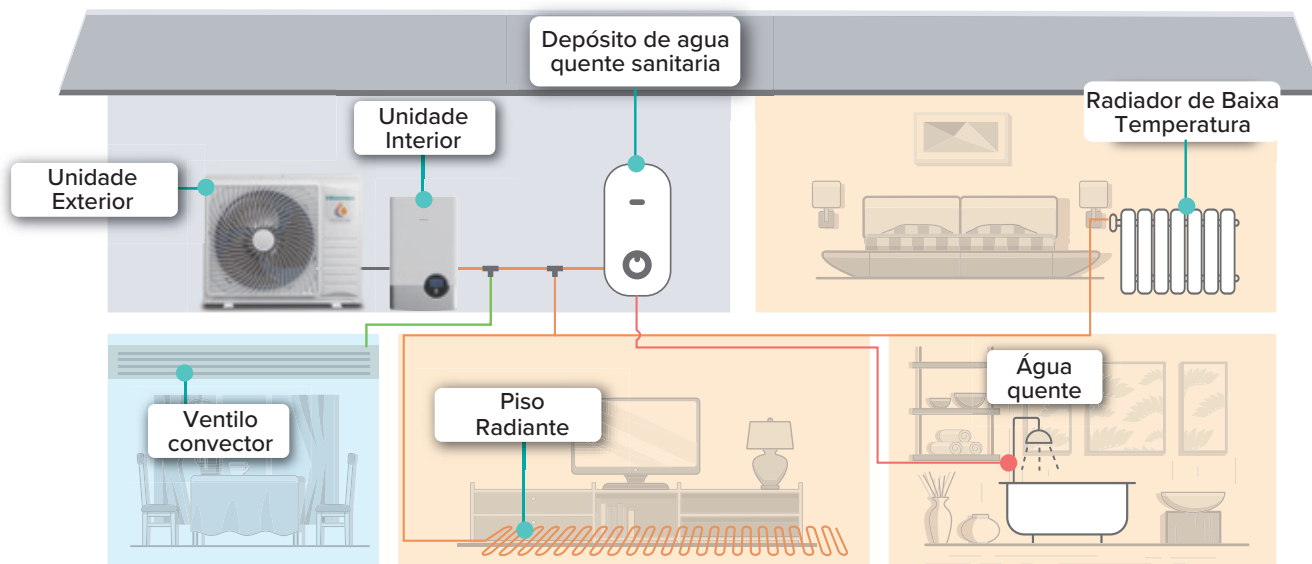 Depósito de agua
quente sanitaria
Radiador de Baixa
Temperatura
Unidade
Interior
Unidade
Exterior
Hisense
Ventilo
convector
Piso
Radiante
Água
quente